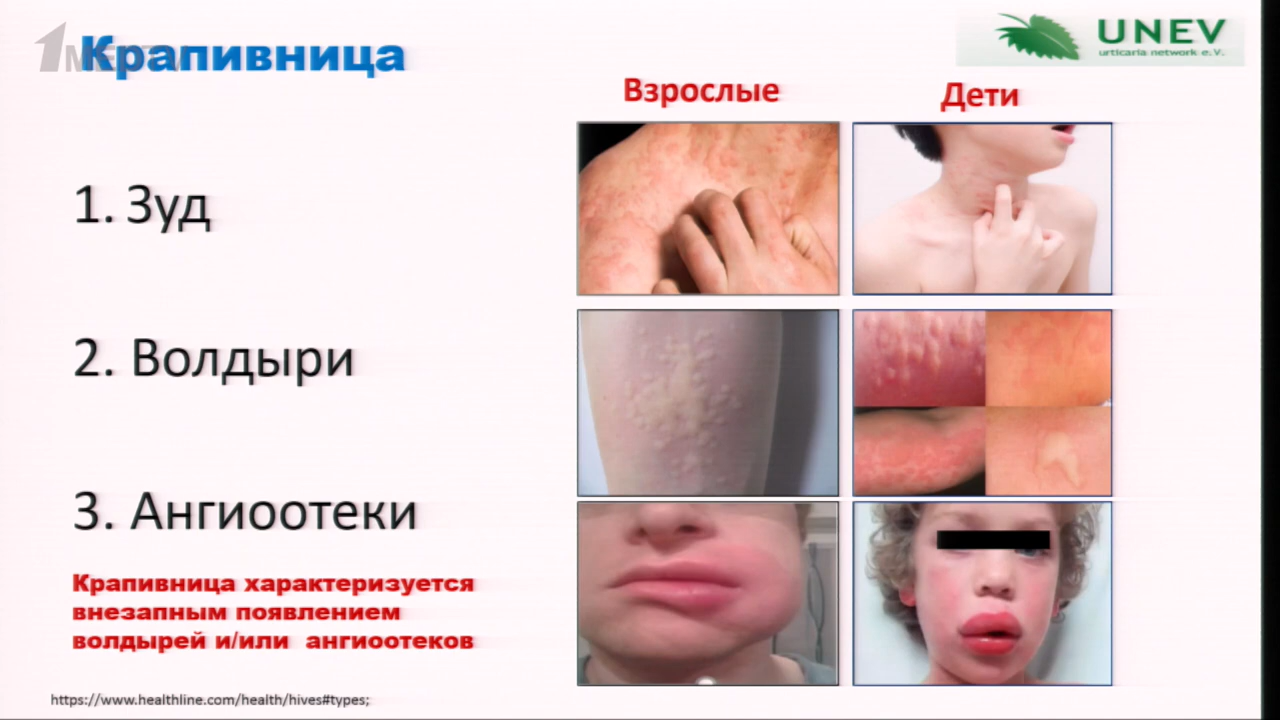 Крапивница
UNEV
urticaria network e.V.
Взрослые
Дети
1. Зуд
2. Волдыри
3. Ангиоотеки
Крапивница характеризуется
внезапным появлением
волдырей и/или ангиоотеков
https://www.healthline.com/health/hives#types;